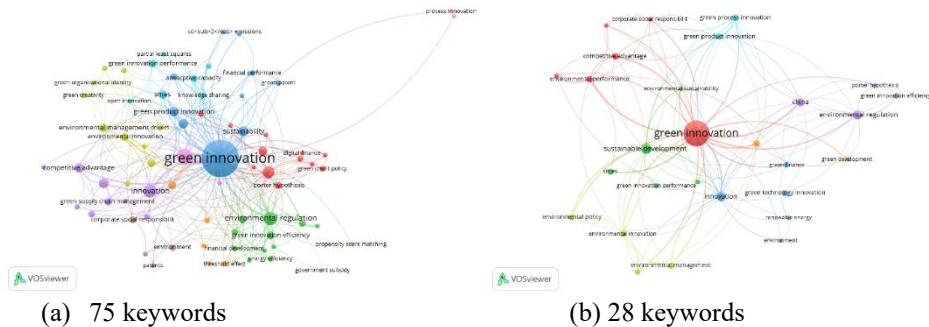 process innovation
co<sub>2</sub> emissions
partial least squares
green innovation performance
absorptive capacity
financial performance
green patent
green organizational identity
smes
knowledge sharing
green creativity
open innovation
green product innovation
environmental management drivers
sustainability
environmental innovation
green innovation
digital finance
competitive advantage
green credit policy
innovation
porter hypothesis
green supply chain management
corporate social responsibilit
environmental regulation
green innovation efficiency
environment
financial development
propensity score matching
energy efficiency
patents
threshold effect
government subsidy
VOSviewer
(a) 75 keywords
corporate social responsibilit
green process innovation
green product innovation
competitive advantage
environmental performance
environmental sustainability
porter hypothesis
china
green innovation efficiency
environmental regulation
green innovation
sustainable development
green finance
green development
smes
green innovation performance
green technology innovation
innovation
environmental policy
renewable energy
environmental innovation
environment
environmental management
VOSviewer
(b) 28 keywords